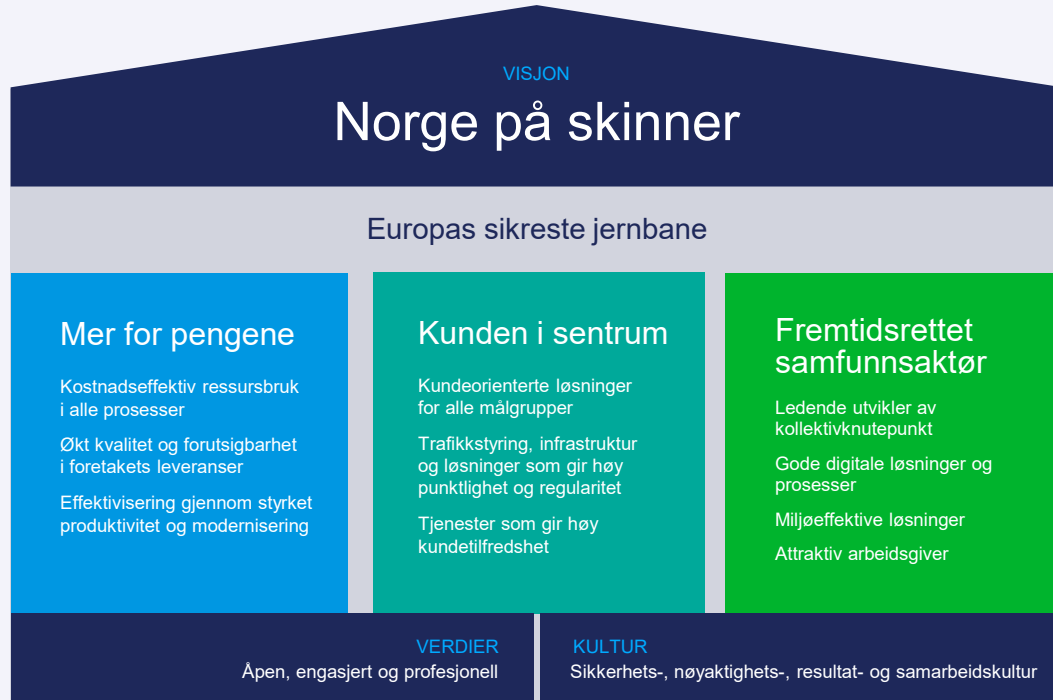 VISJON
Norge på skinner
Europas sikreste jernbane
Mer for pengene
Kostnadseffektiv ressursbruk
i alle prosesser
Økt kvalitet og forutsigbarhet
i foretakets leveranser
Effektivisering gjennom styrket
produktivitet og modernisering
Kunden i sentrum
Kundeorienterte løsninger
for alle målgrupper
Trafikkstyring, infrastruktur
og løsninger som gir høy
punktlighet og regularitet
Tjenester som gir høy
kundetilfredshet
Fremtidsrettet
samfunnsaktør
Ledende utvikler av
kollektivknutepunkt
Gode digitale løsninger og
prosesser
Miljøeffektive løsninger
Attraktiv arbeidsgiver
VERDIER
Åpen, engasjert og profesjonell
KULTUR
Sikkerhets-, nøyaktighets-, resultat- og samarbeidskultur